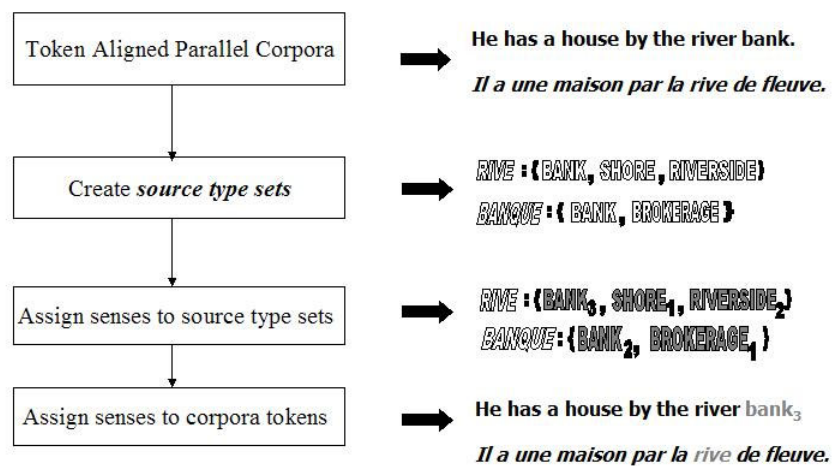 Token Aligned Parallel Corpora
He has a house by the river bank.
Il a une maison par la rive de fleuve.
Create source type sets
RIVE : {BANK, SHORE, RIVERSIDE}
BANQUE : { BANK, BROKERAGE }
Assign senses to source type sets
RIVE : {BANK3, SHORE1, RIVERSIDE2}
BANQUE : {BANK2, BROKERAGE1 }
Assign senses to corpora tokens
He has a house by the river bank3
Il a une maison par la rive de fleuve.